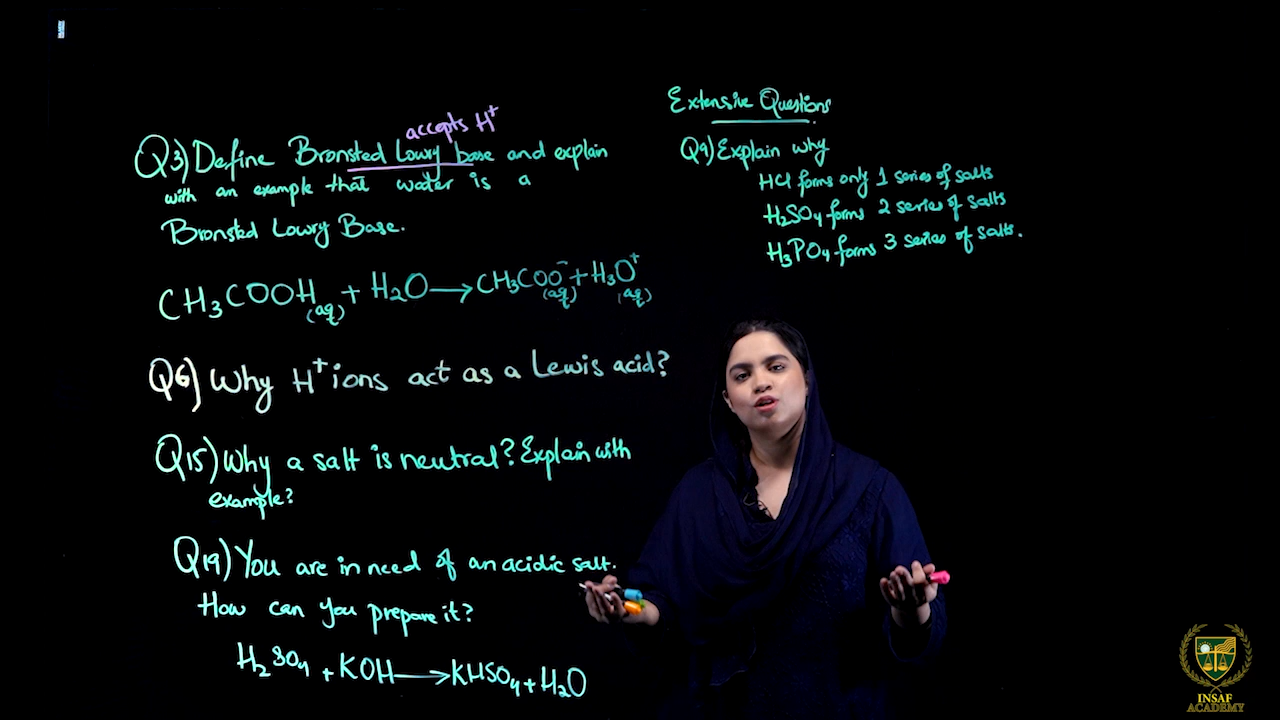 accepts H⁺
Q3) Define Bronsted Lowry base and explain
with an example that water is a
Bronsted Lowry Base.
CH₃COOH(aq) + H₂O → CH₃COO⁻(aq) + H₃O⁺(aq)
Q6) Why H⁺ ions act as a Lewis acid?
Q15) Why a salt is neutral? Explain with
example?
Q19) You are in need of an acidic salt.
How can you prepare it?
H₂SO₄ + KOH → KHSO₄ + H₂O
Extensive Questions
Q9) Explain why
HCl forms only 1 series of salts
H₂SO₄ forms 2 series of salts
H₃PO₄ forms 3 series of salts.
INSAF
ACADEMY